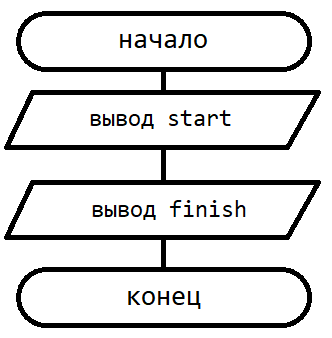 начало
вывод start
вывод finish
конец